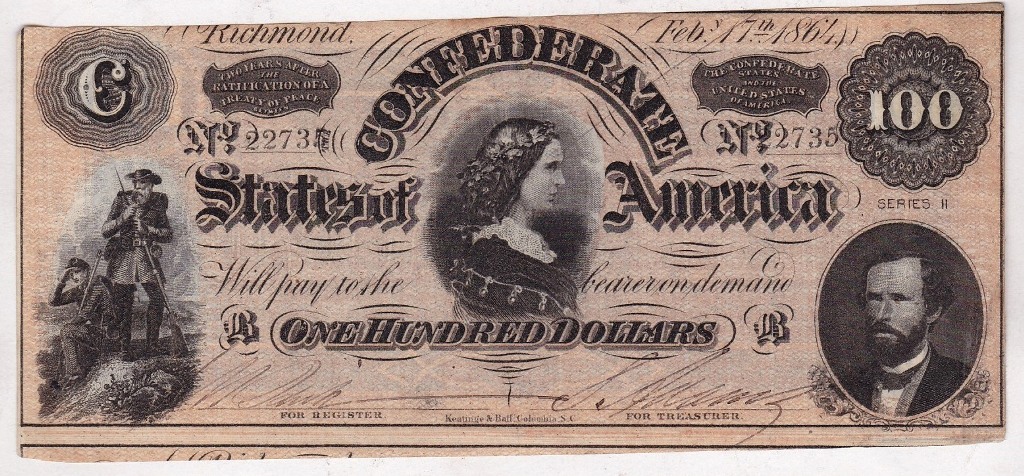 Richmond. Feb.y 17th 1864.
C
TWO YEARS AFTER
THE
RATIFICATION OF A
TREATY OF PEACE
CONFEDERATE
THE CONFEDERATE
STATES
AND THE
UNITED STATES
OF AMERICA.
100
No 2273
No 2735
States of America
SERIES II
Will pay to the bearer on demand
B ONE HUNDRED DOLLARS B
FOR REGISTER
Keatinge & Ball, Columbia S.C.
FOR TREASURER